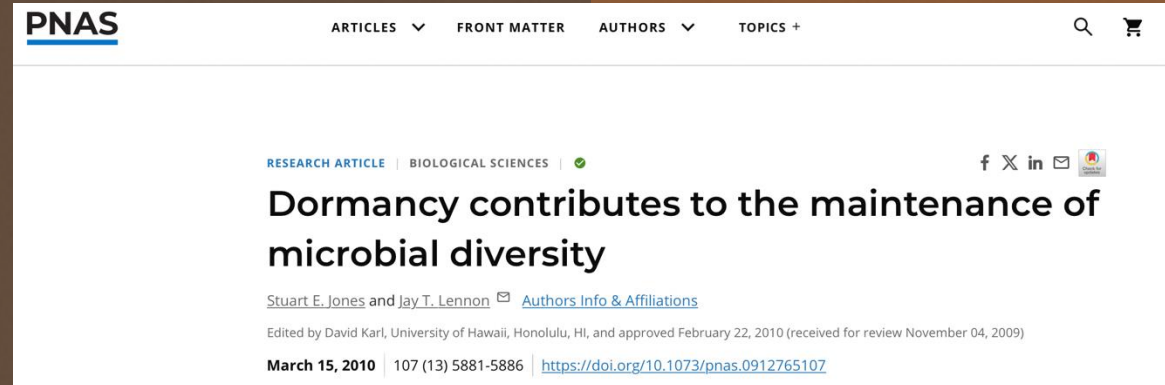 PNAS
ARTICLES FRONT MATTER AUTHORS TOPICS +
RESEARCH ARTICLE | BIOLOGICAL SCIENCES |
Dormancy contributes to the maintenance of
microbial diversity
Stuart E. Jones and Jay T. Lennon Authors Info & Affiliations
Edited by David Karl, University of Hawaii, Honolulu, HI, and approved February 22, 2010 (received for review November 04, 2009)
March 15, 2010 | 107 (13) 5881-5886 | https://doi.org/10.1073/pnas.0912765107